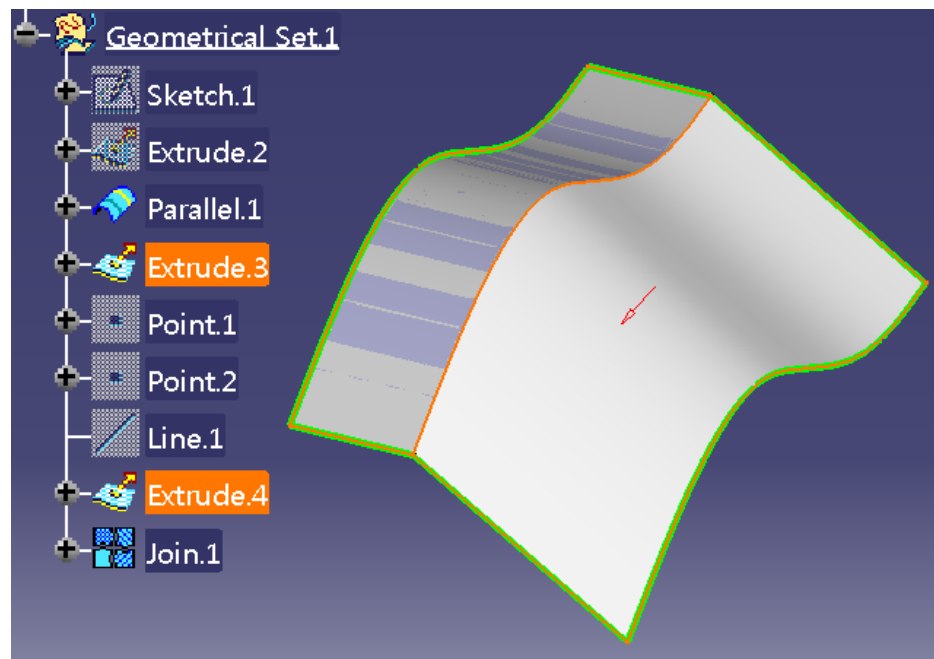 Geometrical Set.1
Sketch.1
Extrude.2
Parallel.1
Extrude.3
Point.1
Point.2
Line.1
Extrude.4
Join.1